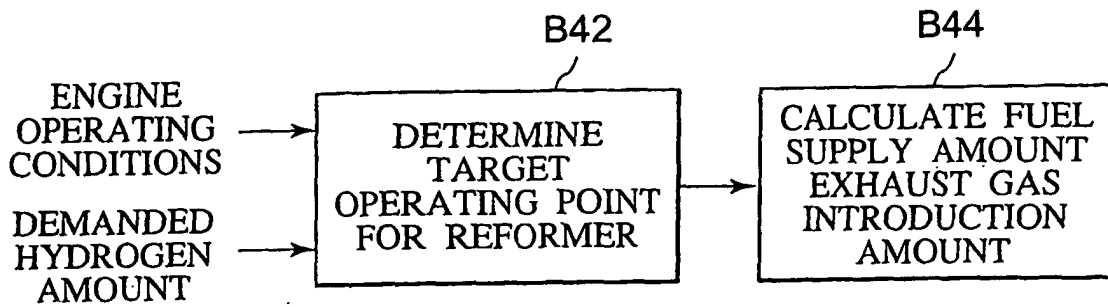 B42
B44
ENGINE
OPERATING
CONDITIONS
DEMANDED
HYDROGEN
AMOUNT
DETERMINE
TARGET
OPERATING POINT
FOR REFORMER
CALCULATE FUEL
SUPPLY AMOUNT
EXHAUST GAS
INTRODUCTION
AMOUNT